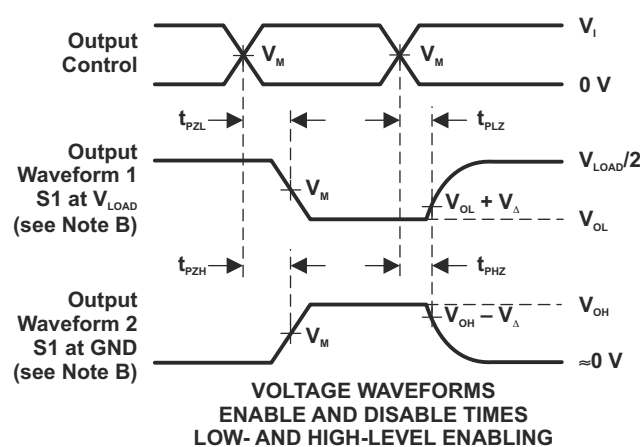 Output
Control
V_M
V_M
V_I
0 V
t_PZL
t_PLZ
Output
Waveform 1
S1 at V_LOAD
(see Note B)
V_M
V_OL + V_Δ
V_LOAD/2
V_OL
t_PZH
t_PHZ
Output
Waveform 2
S1 at GND
(see Note B)
V_M
V_OH – V_Δ
V_OH
≈0 V
VOLTAGE WAVEFORMS
ENABLE AND DISABLE TIMES
LOW- AND HIGH-LEVEL ENABLING